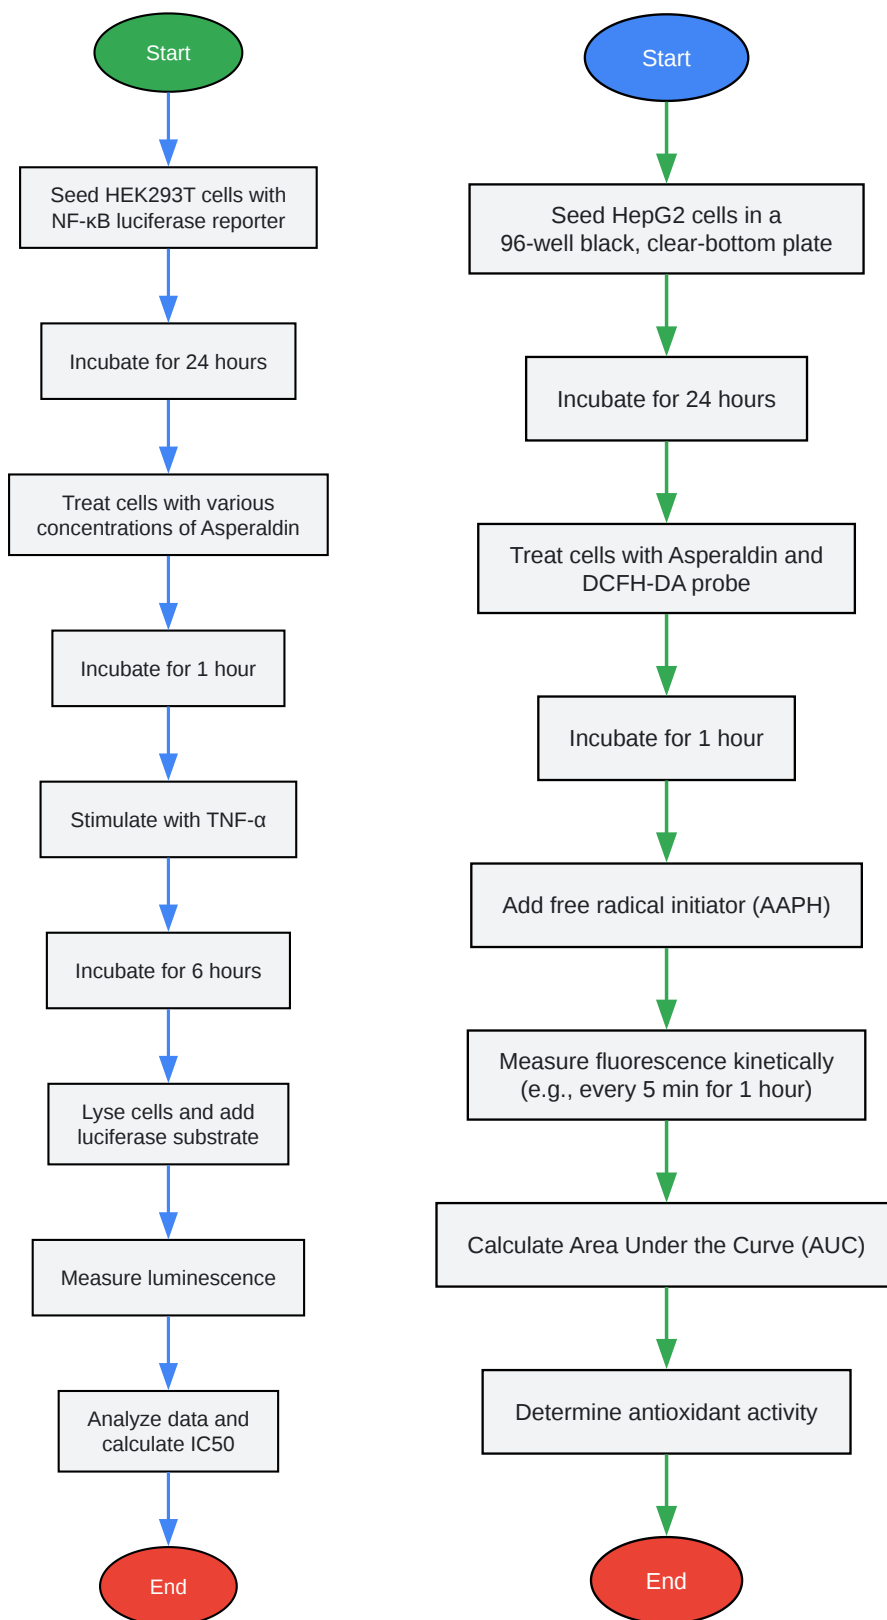 Start
Seed HEK293T cells with
NF-κB luciferase reporter
Incubate for 24 hours
Treat cells with various
concentrations of Asperaldin
Incubate for 1 hour
Stimulate with TNF-α
Incubate for 6 hours
Lyse cells and add
luciferase substrate
Measure luminescence
Analyze data and
calculate IC50
End
Start
Seed HepG2 cells in a
96-well black, clear-bottom plate
Incubate for 24 hours
Treat cells with Asperaldin and
DCFH-DA probe
Incubate for 1 hour
Add free radical initiator (AAPH)
Measure fluorescence kinetically
(e.g., every 5 min for 1 hour)
Calculate Area Under the Curve (AUC)
Determine antioxidant activity
End